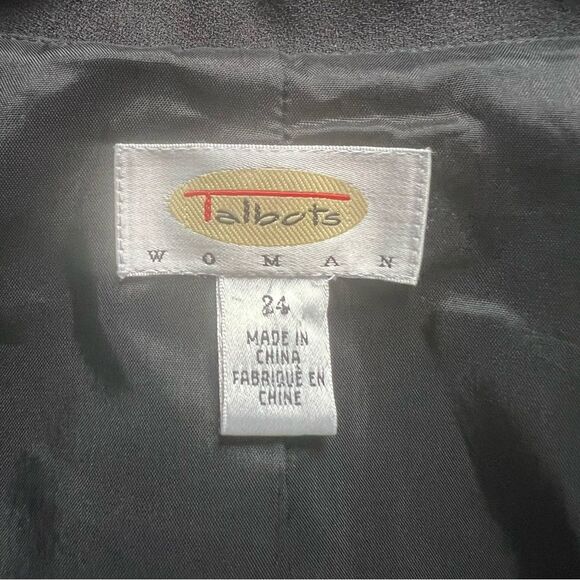 Talbots
WOMAN
24
MADE IN
CHINA
FABRIQUÉ EN
CHINE